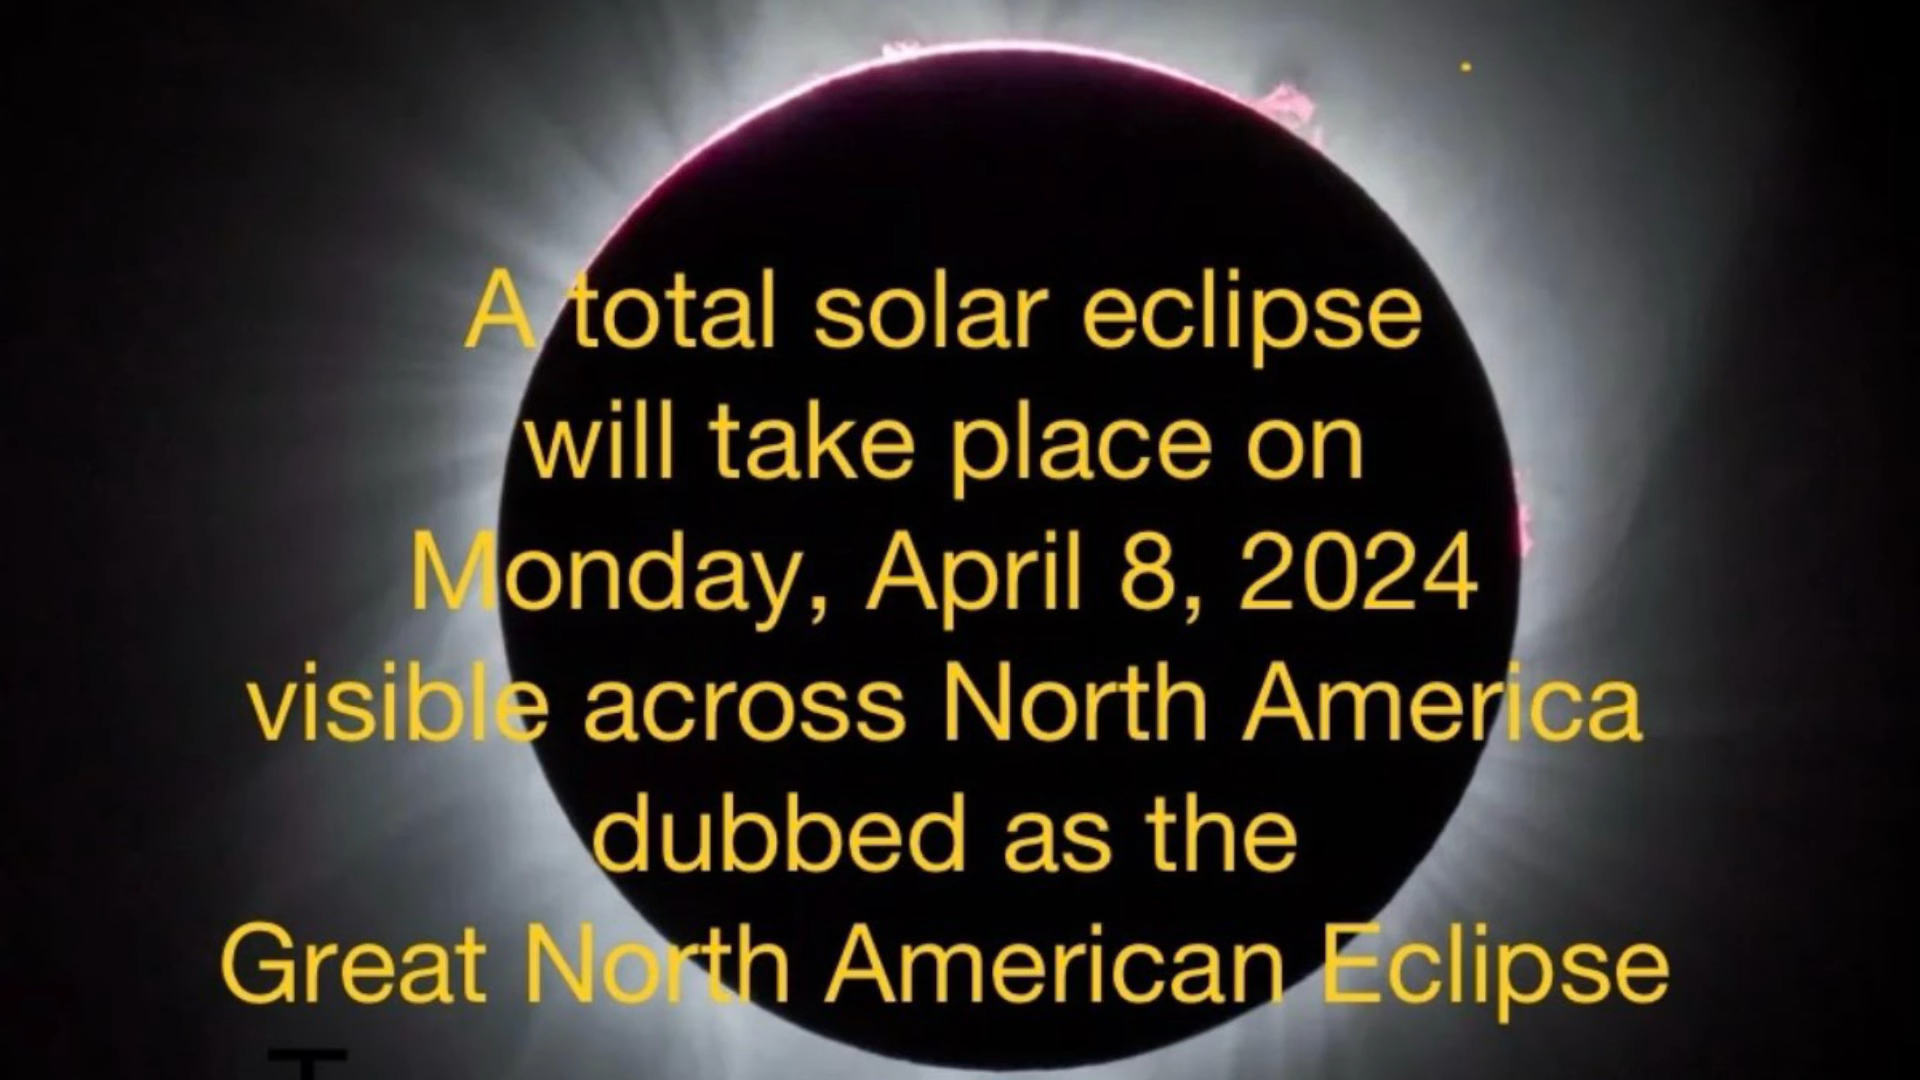 A total solar eclipse
will take place on
Monday, April 8, 2024
visible across North America
dubbed as the
Great North American Eclipse